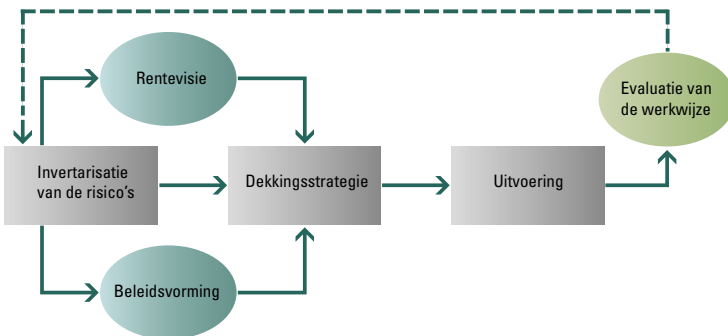 Rentevisie
Evaluatie van
de werkwijze
Invertarisatie
van de risico's
Dekkingsstrategie
Uitvoering
Beleidsvorming